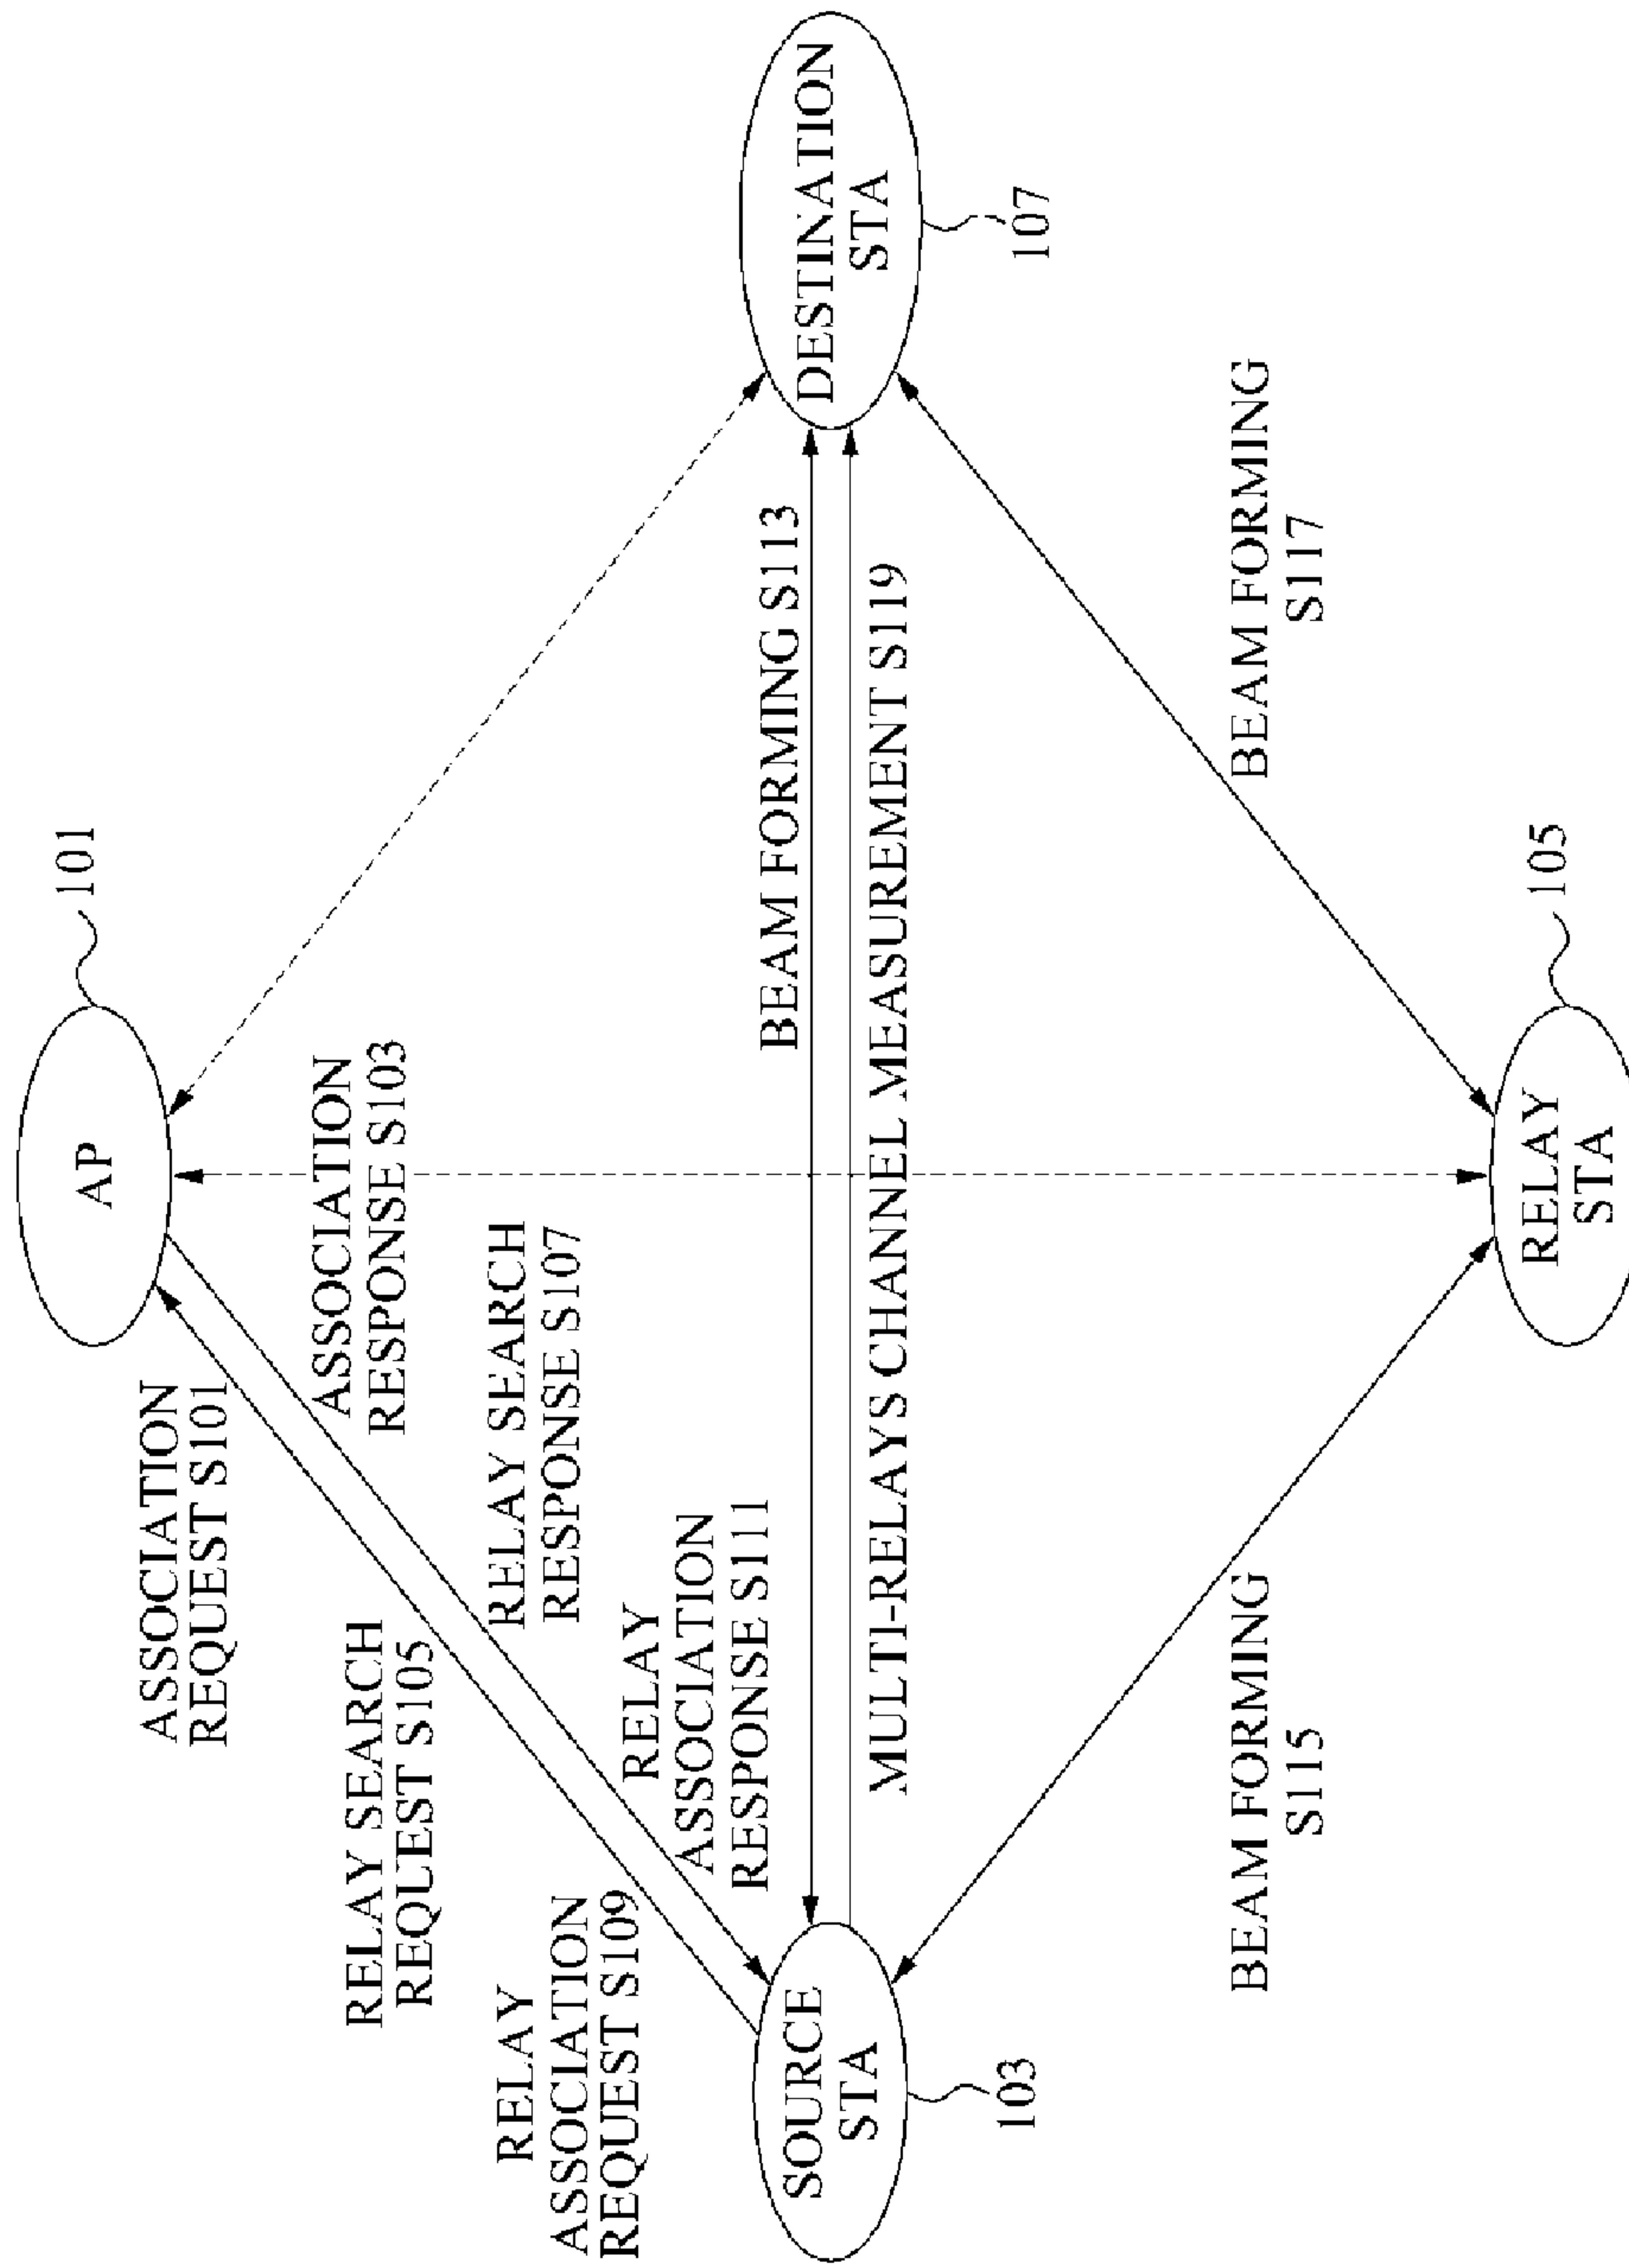 AP
101
ASSOCIATION
REQUEST S101
ASSOCIATION
RESPONSE S103
RELAY SEARCH
REQUEST S105
RELAY SEARCH
RESPONSE S107
RELAY
ASSOCIATION
REQUEST S109
RELAY
ASSOCIATION
RESPONSE S111
BEAM FORMING S113
MULTI-RELAYS CHANNEL MEASUREMENT S119
SOURCE
STA
103
DESTINATION
STA
107
BEAM FORMING
S115
BEAM FORMING
S117
RELAY
STA
105